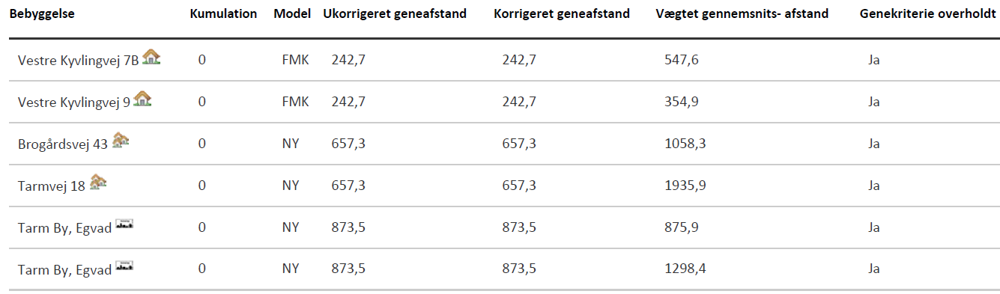 Bebyggelse Kumulation Model Ukorrigeret geneafstand Korrigeret geneafstand Vægtet gennemsnits- afstand Genekriterie overholdt
Vestre Kyvlingvej 7B 0 FMK 242,7 242,7 547,6 Ja
Vestre Kyvlingvej 9 0 FMK 242,7 242,7 354,9 Ja
Brogårdsvej 43 0 NY 657,3 657,3 1058,3 Ja
Tarmvej 18 0 NY 657,3 657,3 1935,9 Ja
Tarm By, Egvad 0 NY 873,5 873,5 875,9 Ja
Tarm By, Egvad 0 NY 873,5 873,5 1298,4 Ja